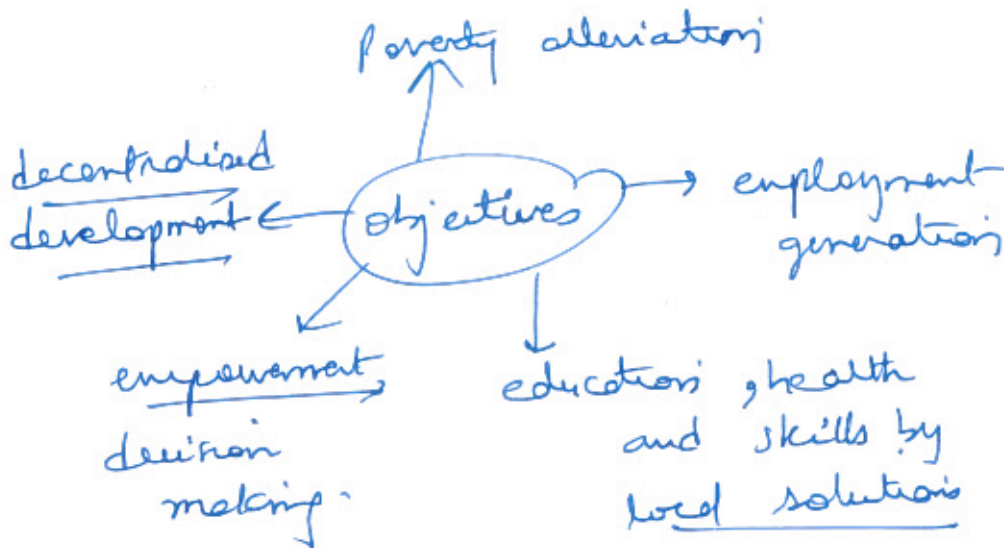 Poverty alleviation
decentralised
development
objectives
employment
generation
empowerment
decision
making.
education, health
and skills by
local solutions